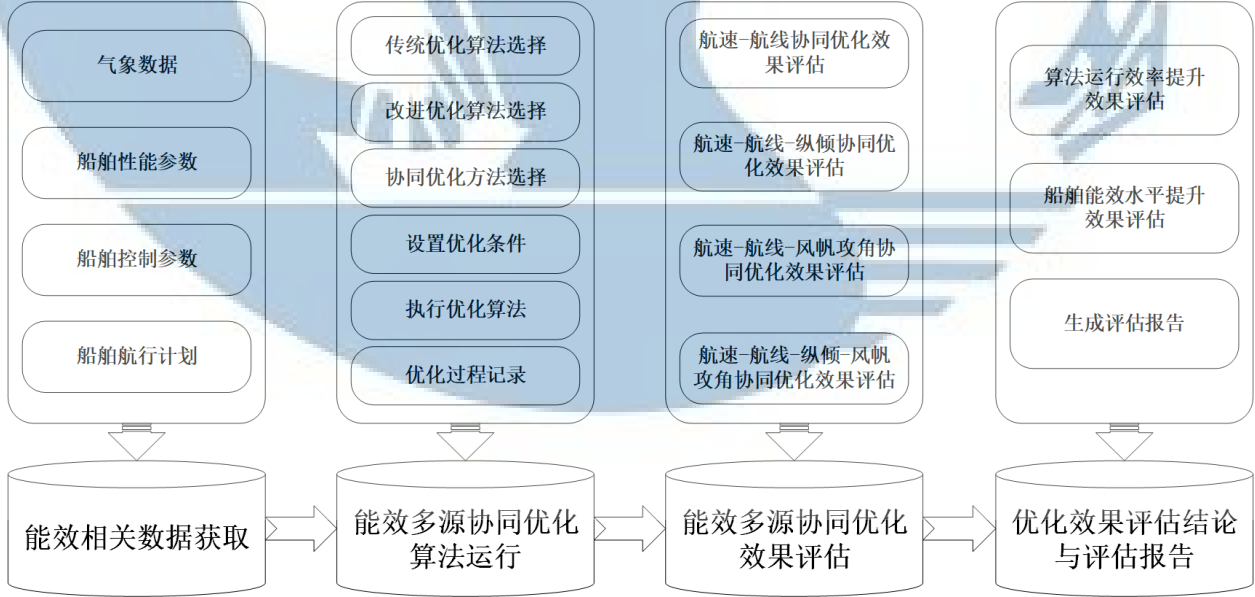 气象数据
船舶性能参数
船舶控制参数
船舶航行计划
传统优化算法选择
改进优化算法选择
协同优化方法选择
设置优化条件
执行优化算法
优化过程记录
航速-航线协同优化效
果评估
航速-航线-纵倾协同优
化效果评估
航速-航线-风帆攻角协
同优化效果评估
航速-航线-纵倾-风帆
攻角协同优化效果评估
算法运行效率提升
效果评估
船舶能效水平提升
效果评估
生成评估报告
能效相关数据获取
能效多源协同优化
算法运行
能效多源协同优化
效果评估
优化效果评估结论
与评估报告